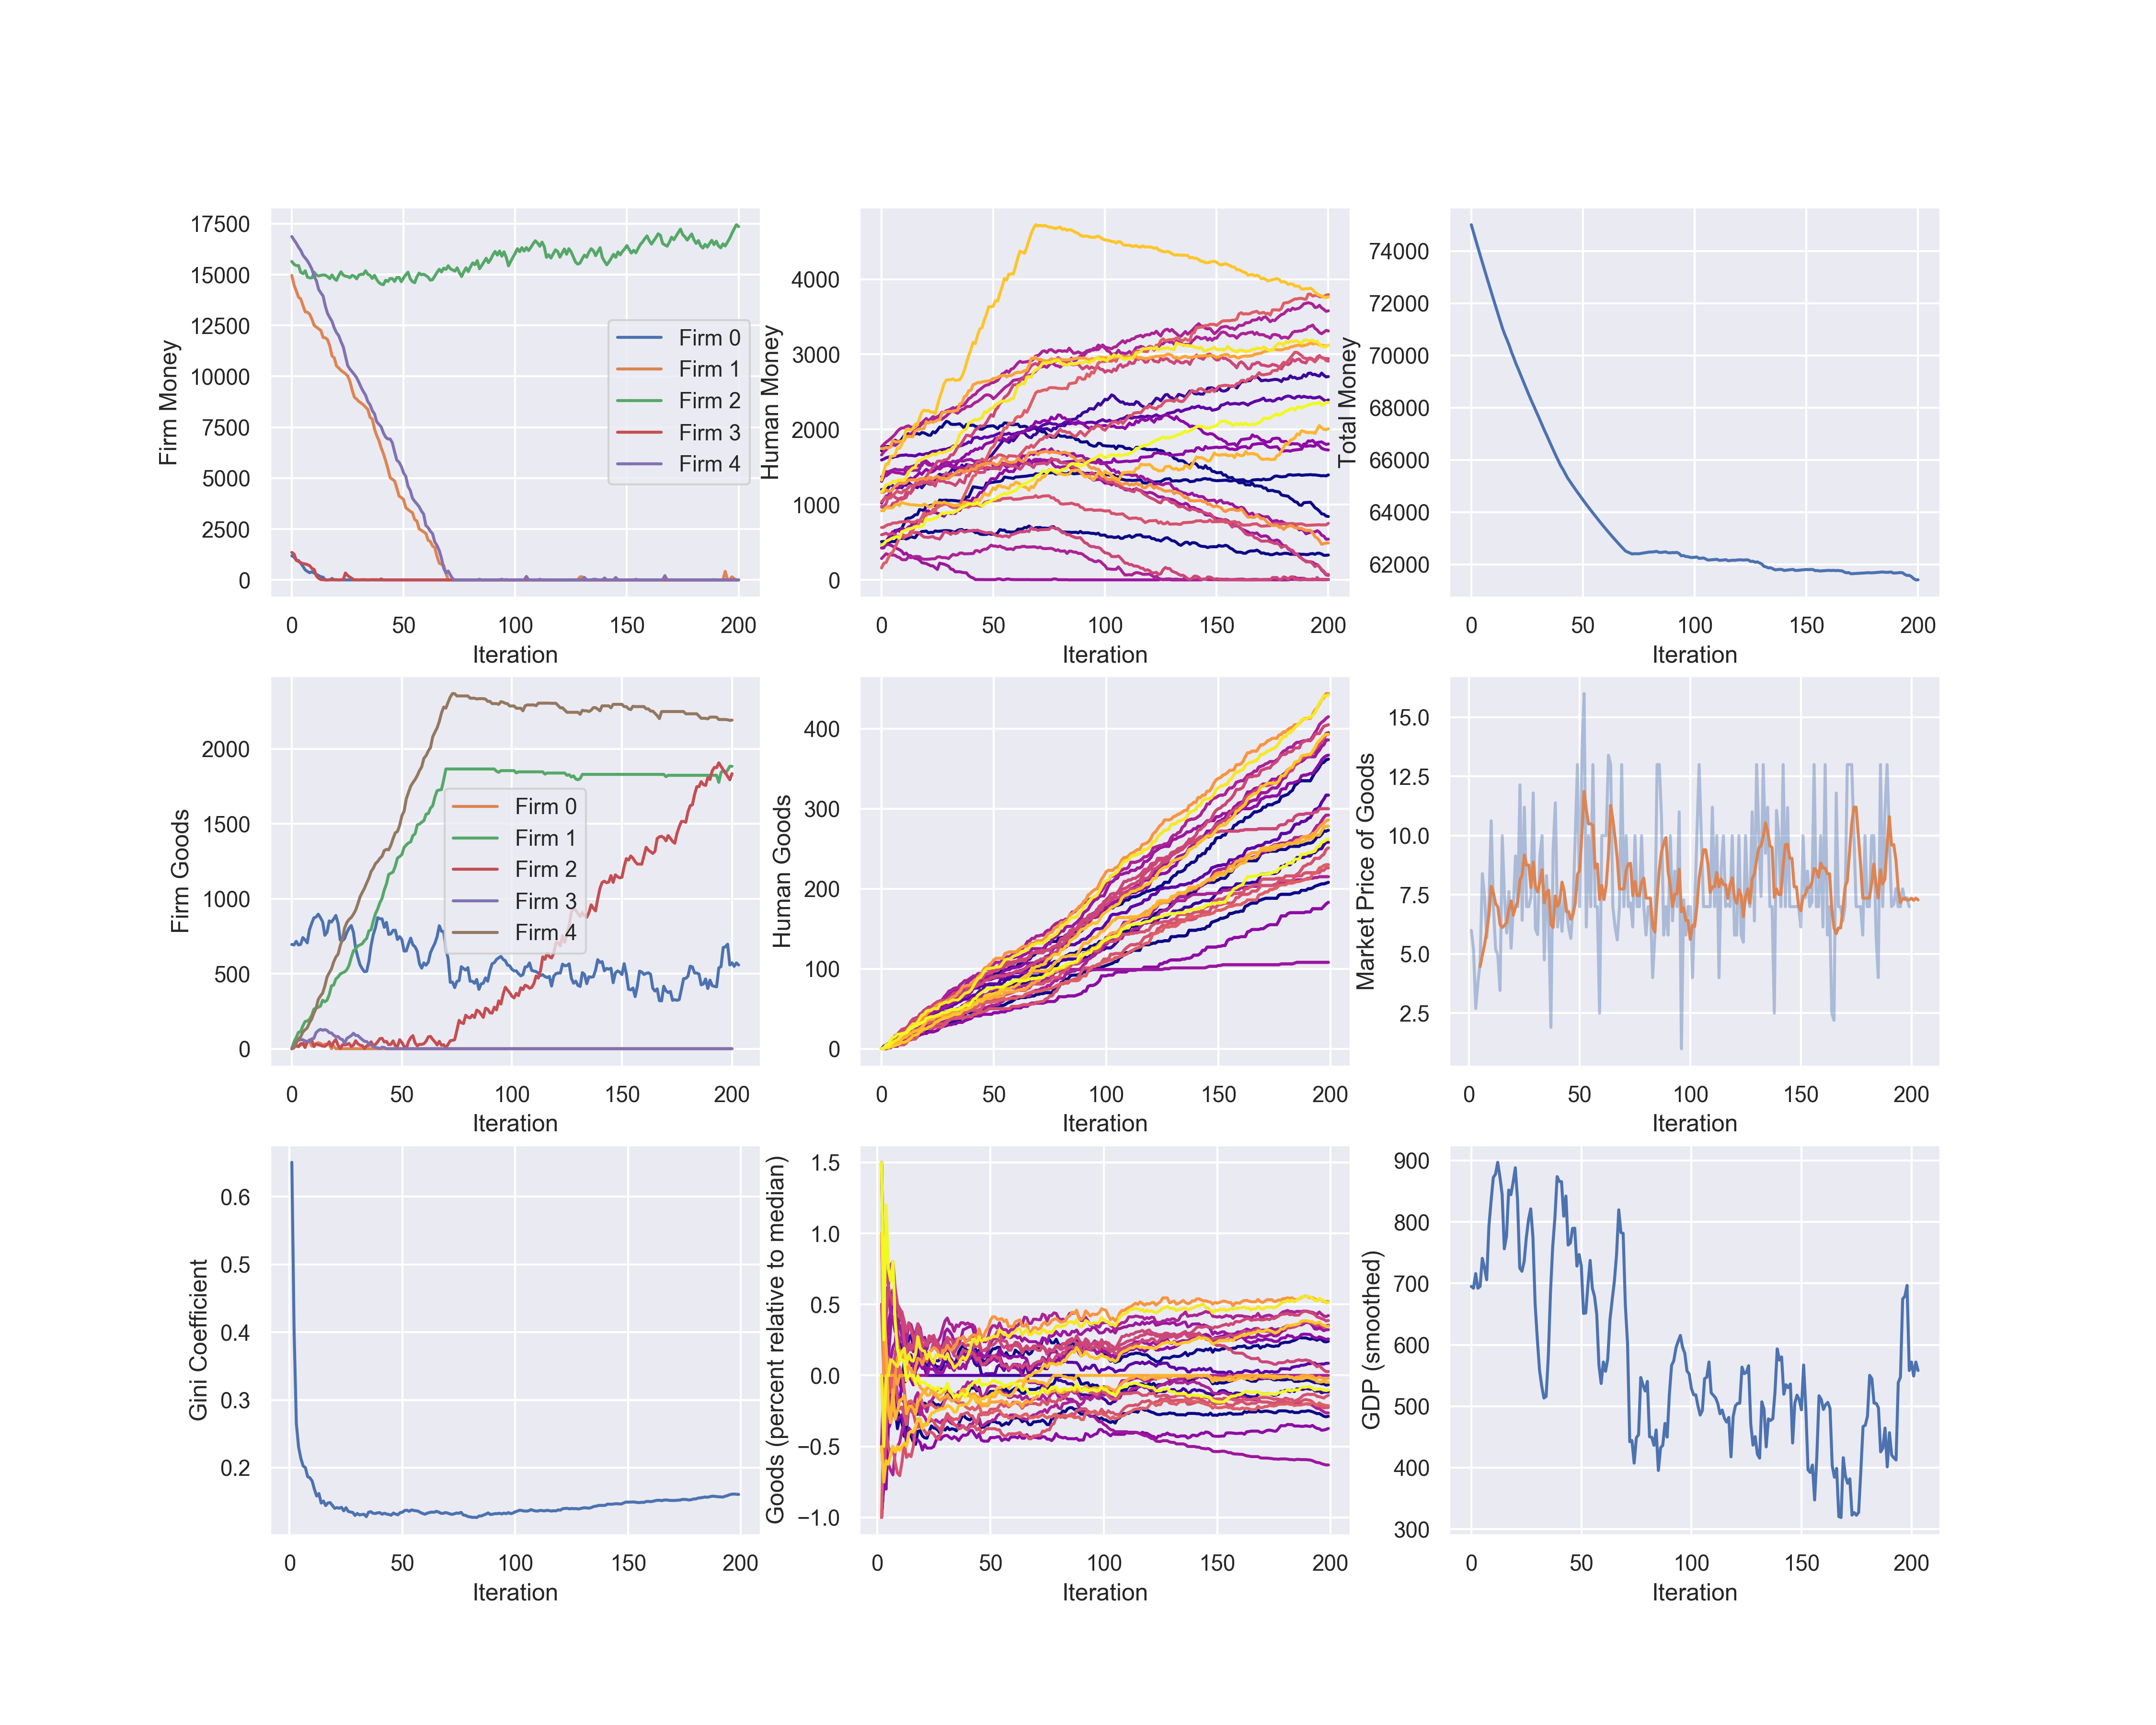 17500
15000
12500
10000
7500
5000
2500
0
Firm Money
Firm 0
Firm 1
Firm 2
Firm 3
Firm 4
0 50 100 150 200
Iteration
4000
3000
2000
1000
0
Human Money
0 50 100 150 200
Iteration
74000
72000
70000
68000
66000
64000
62000
Total Money
0 50 100 150 200
Iteration
2000
1500
1000
500
0
Firm Goods
Firm 0
Firm 1
Firm 2
Firm 3
Firm 4
0 50 100 150 200
Iteration
400
300
200
100
0
Human Goods
0 50 100 150 200
Iteration
15.0
12.5
10.0
7.5
5.0
2.5
Market Price of Goods
0 50 100 150 200
Iteration
0.6
0.5
0.4
0.3
0.2
Gini Coefficient
0 50 100 150 200
Iteration
1.5
1.0
0.5
0.0
−0.5
−1.0
Goods (percent relative to median)
0 50 100 150 200
Iteration
900
800
700
600
500
400
300
GDP (smoothed)
0 50 100 150 200
Iteration